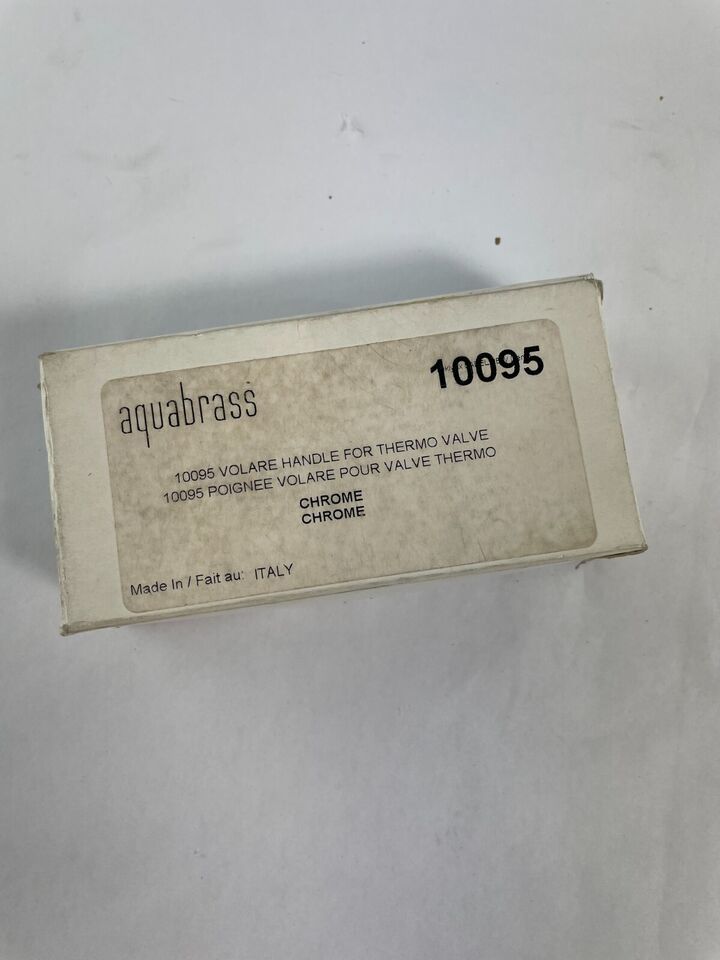 aquabrass
10095
10095 VOLARE HANDLE FOR THERMO VALVE
10095 POIGNEE VOLARE POUR VALVE THERMO
CHROME
CHROME
Made In / Fait au: ITALY